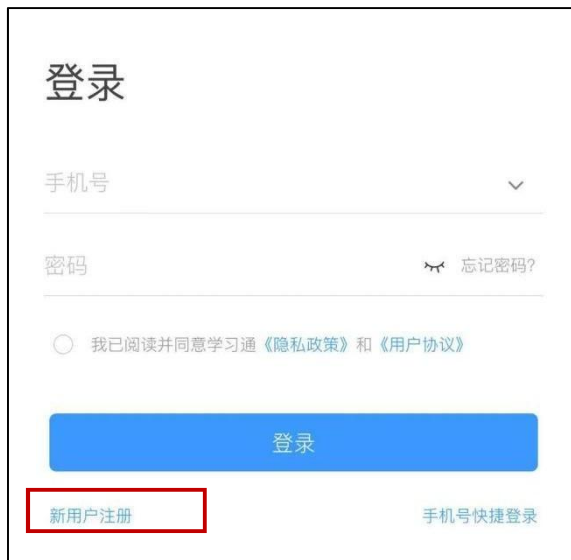 登录
手机号
密码 忘记密码?
我已阅读并同意学习通《隐私政策》和《用户协议》
登录
新用户注册 手机号快捷登录